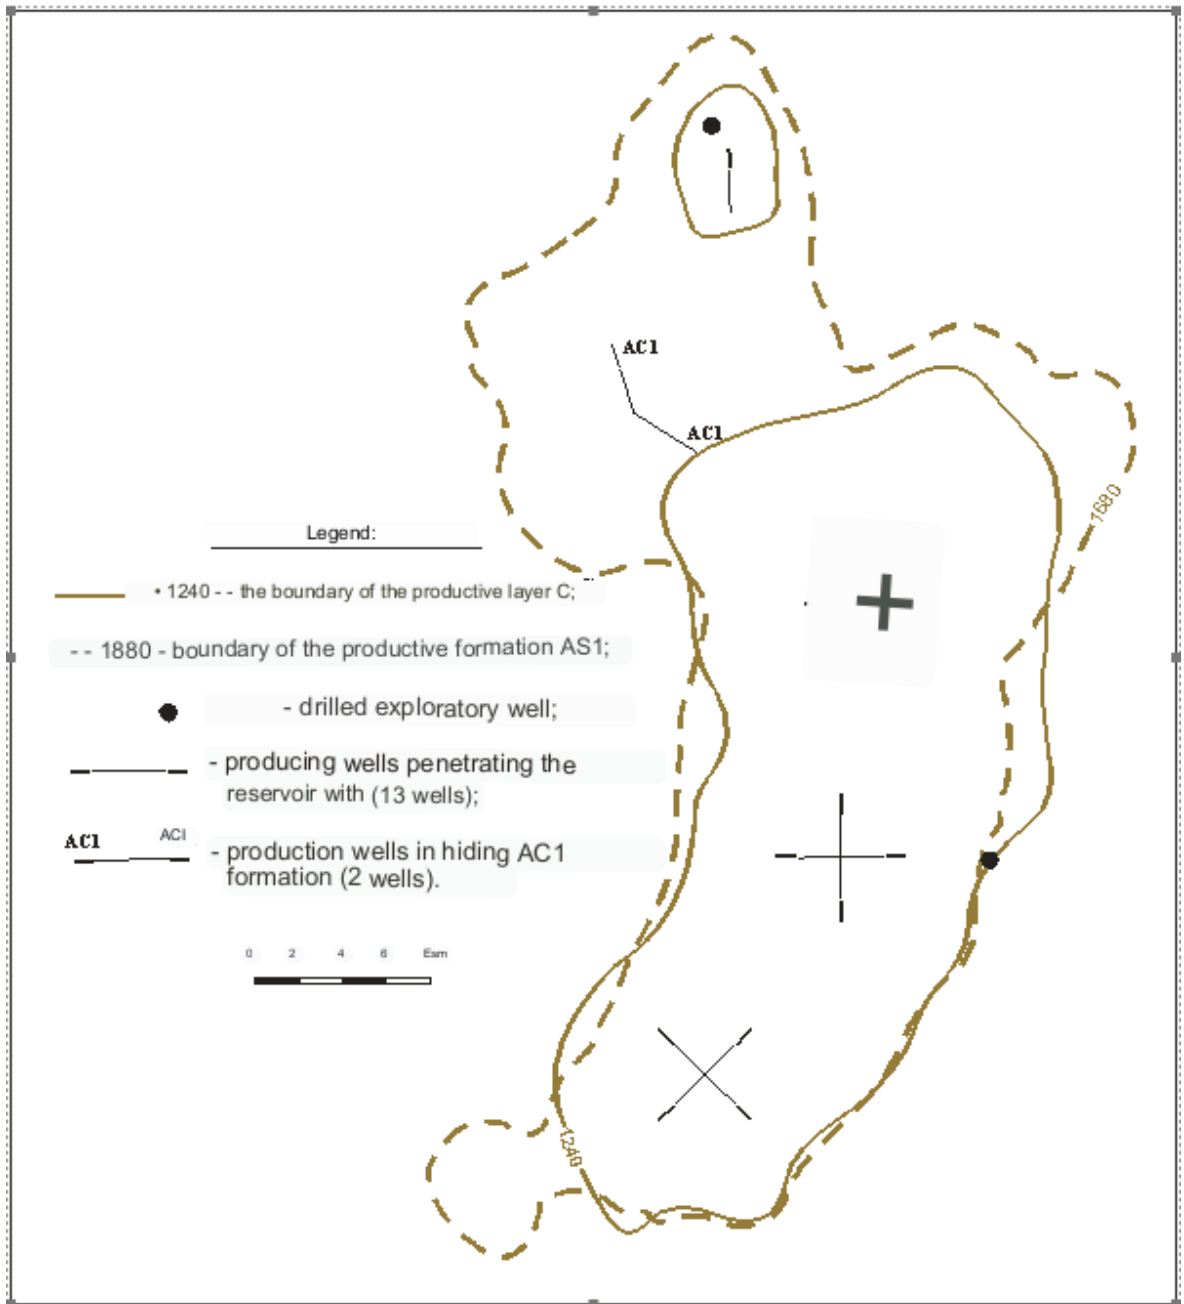 AC1
AC1
1680
Legend:
• 1240 - - the boundary of the productive layer C;
- - 1880 - boundary of the productive formation AS1;
- drilled exploratory well;
- producing wells penetrating the
reservoir with (13 wells);
AC1 ACI
- production wells in hiding AC1
formation (2 wells).
0 2 4 6 Esm
1240